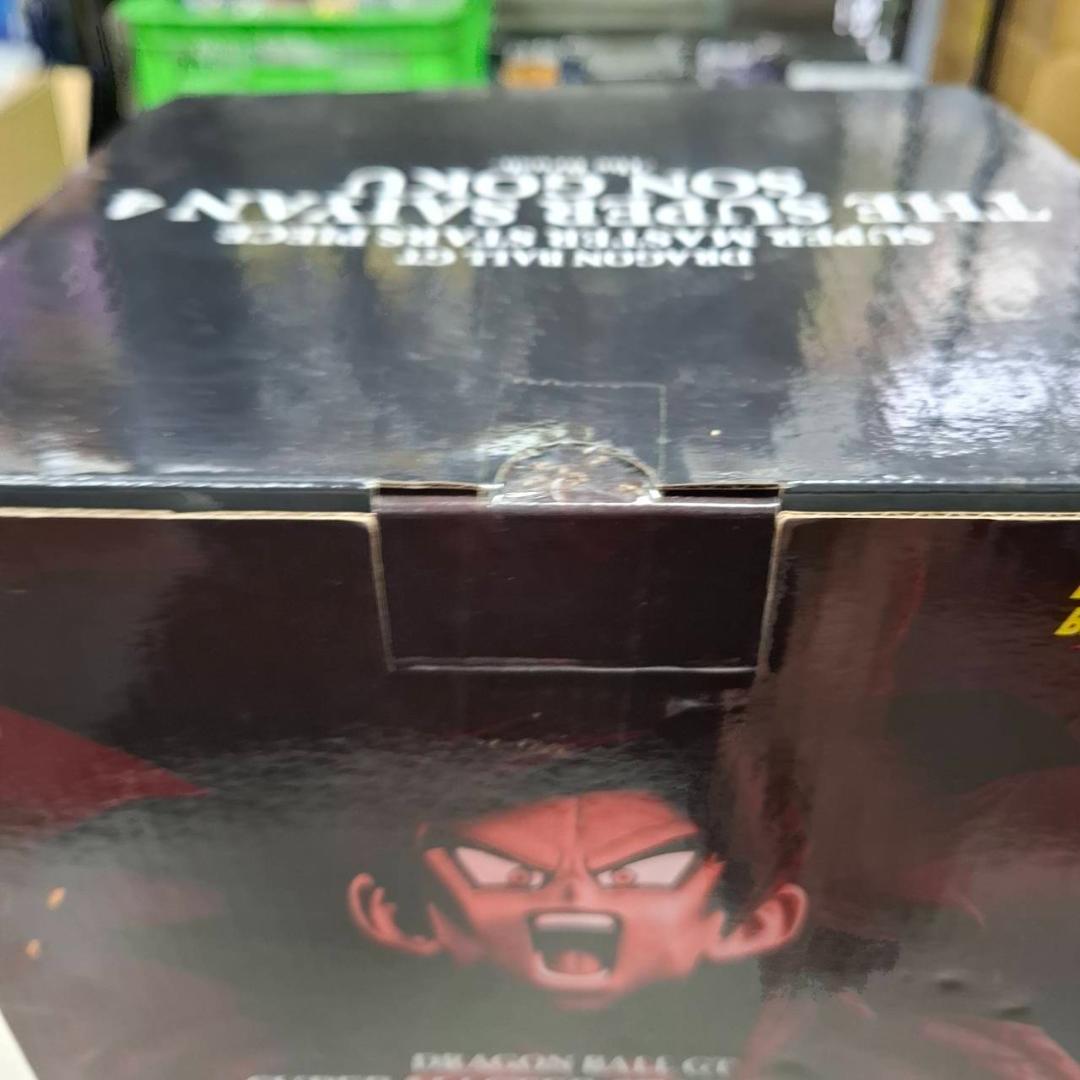 DRAGON BALL GT
SUPER MASTER STARS PIECE
THE SUPER SAIYAN 4
SON GOKU
DRAGON BALL GT